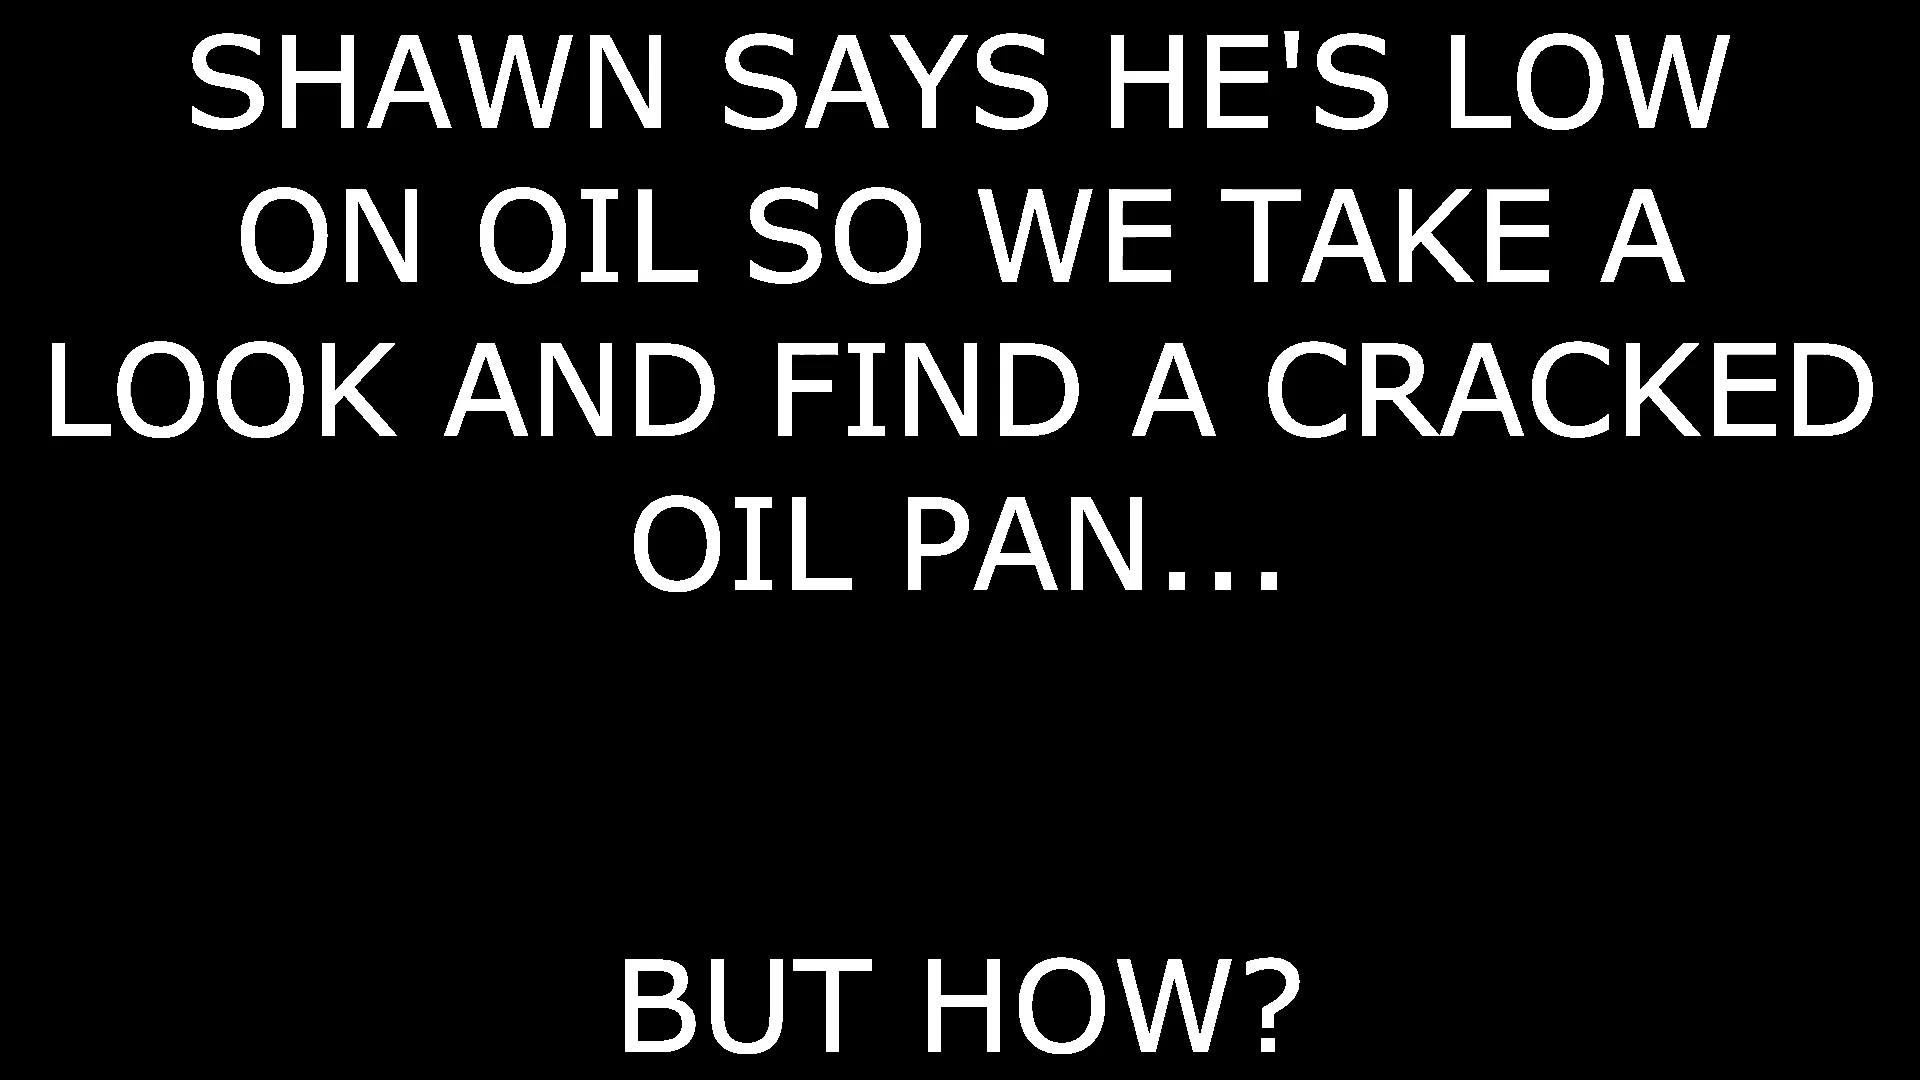 SHAWN SAYS HE'S LOW
ON OIL SO WE TAKE A
LOOK AND FIND A CRACKED
OIL PAN...
BUT HOW?